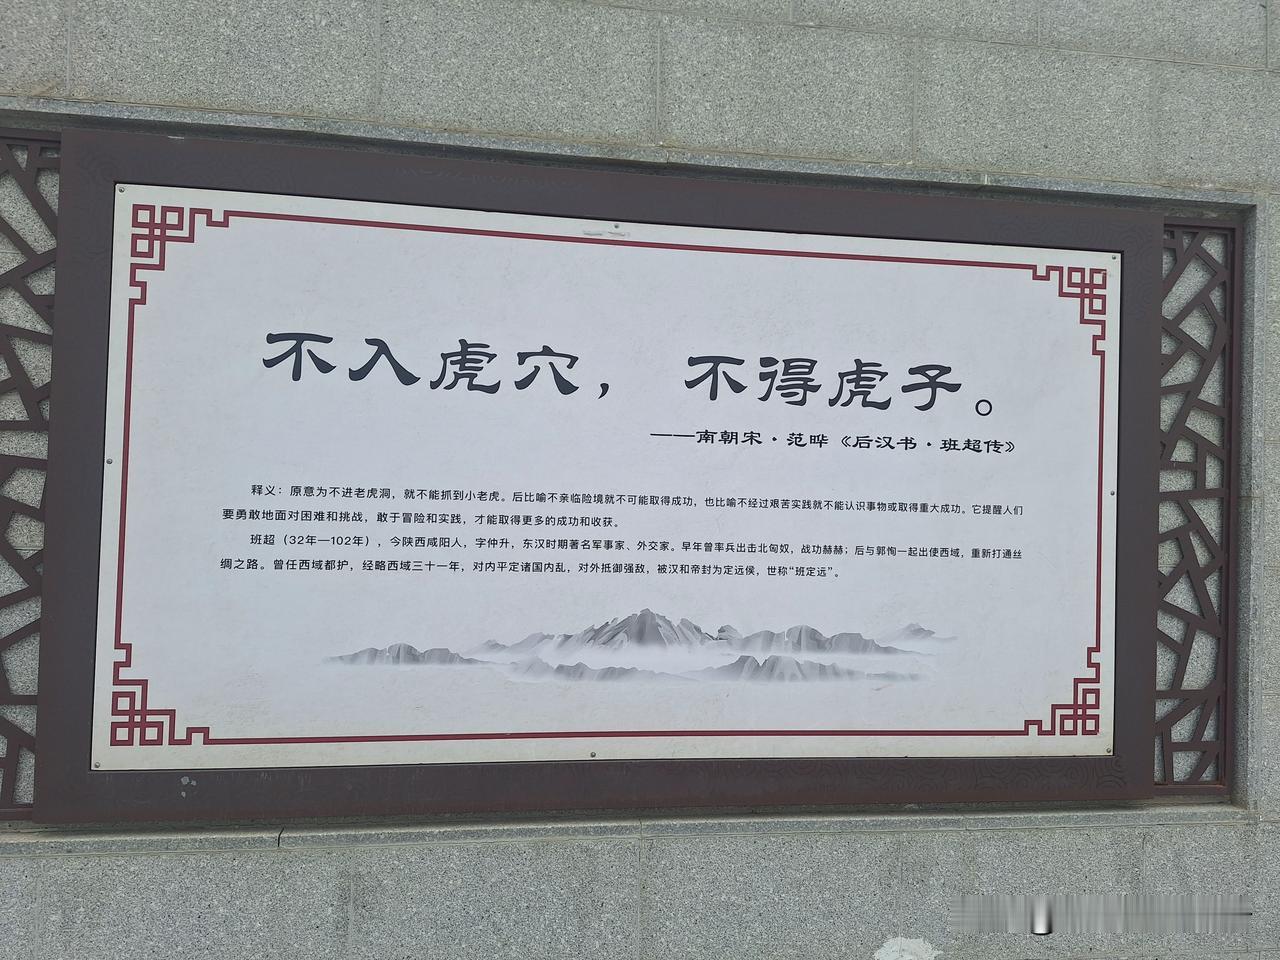 不入虎穴， 不得虎子。
——南朝宋·范晔《后汉书·班超传》
释义：原意为不进老虎洞，就不能抓到小老虎。后比喻不亲临险境就不可能取得成功，也比喻不经过艰苦实践就不能认识事物或取得重大成功。它提醒人们
要勇敢地面对困难和挑战，敢于冒险和实践，才能取得更多的成功和收获。
班超（32年—102年），今陕西咸阳人，字仲升，东汉时期著名军事家、外交家。早年曾率兵出击北匈奴，战功赫赫；后与郭恂一起出使西域，重新打通丝
绸之路。曾任西域都护，经略西域三十一年，对内平定诸国内乱，对外抵御强敌，被汉和帝封为定远侯，世称“班定远”。